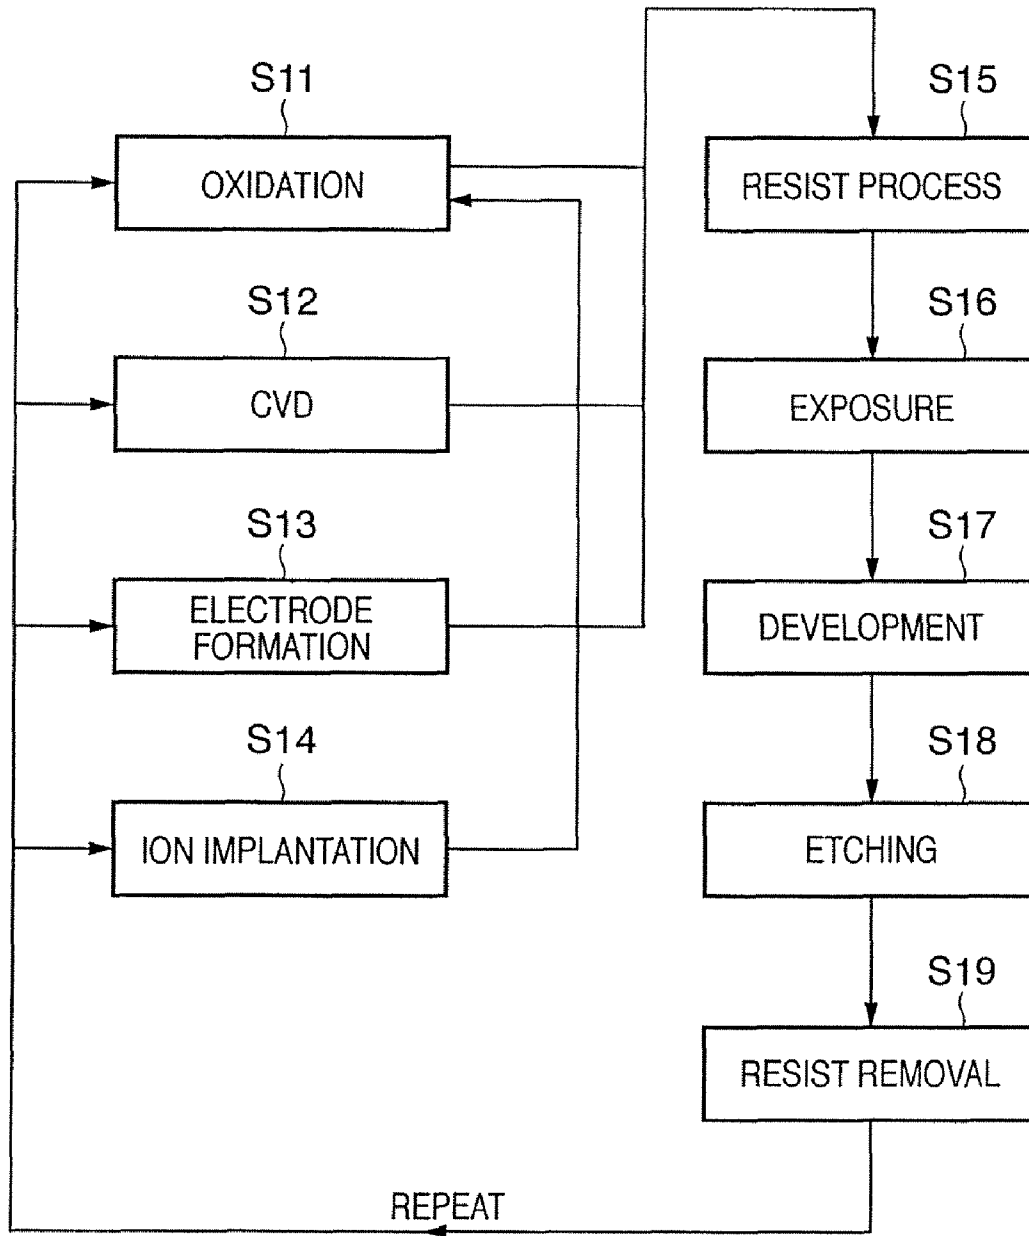 S11
OXIDATION
S12
CVD
S13
ELECTRODE
FORMATION
S14
ION IMPLANTATION
S15
RESIST PROCESS
S16
EXPOSURE
S17
DEVELOPMENT
S18
ETCHING
S19
RESIST REMOVAL
REPEAT